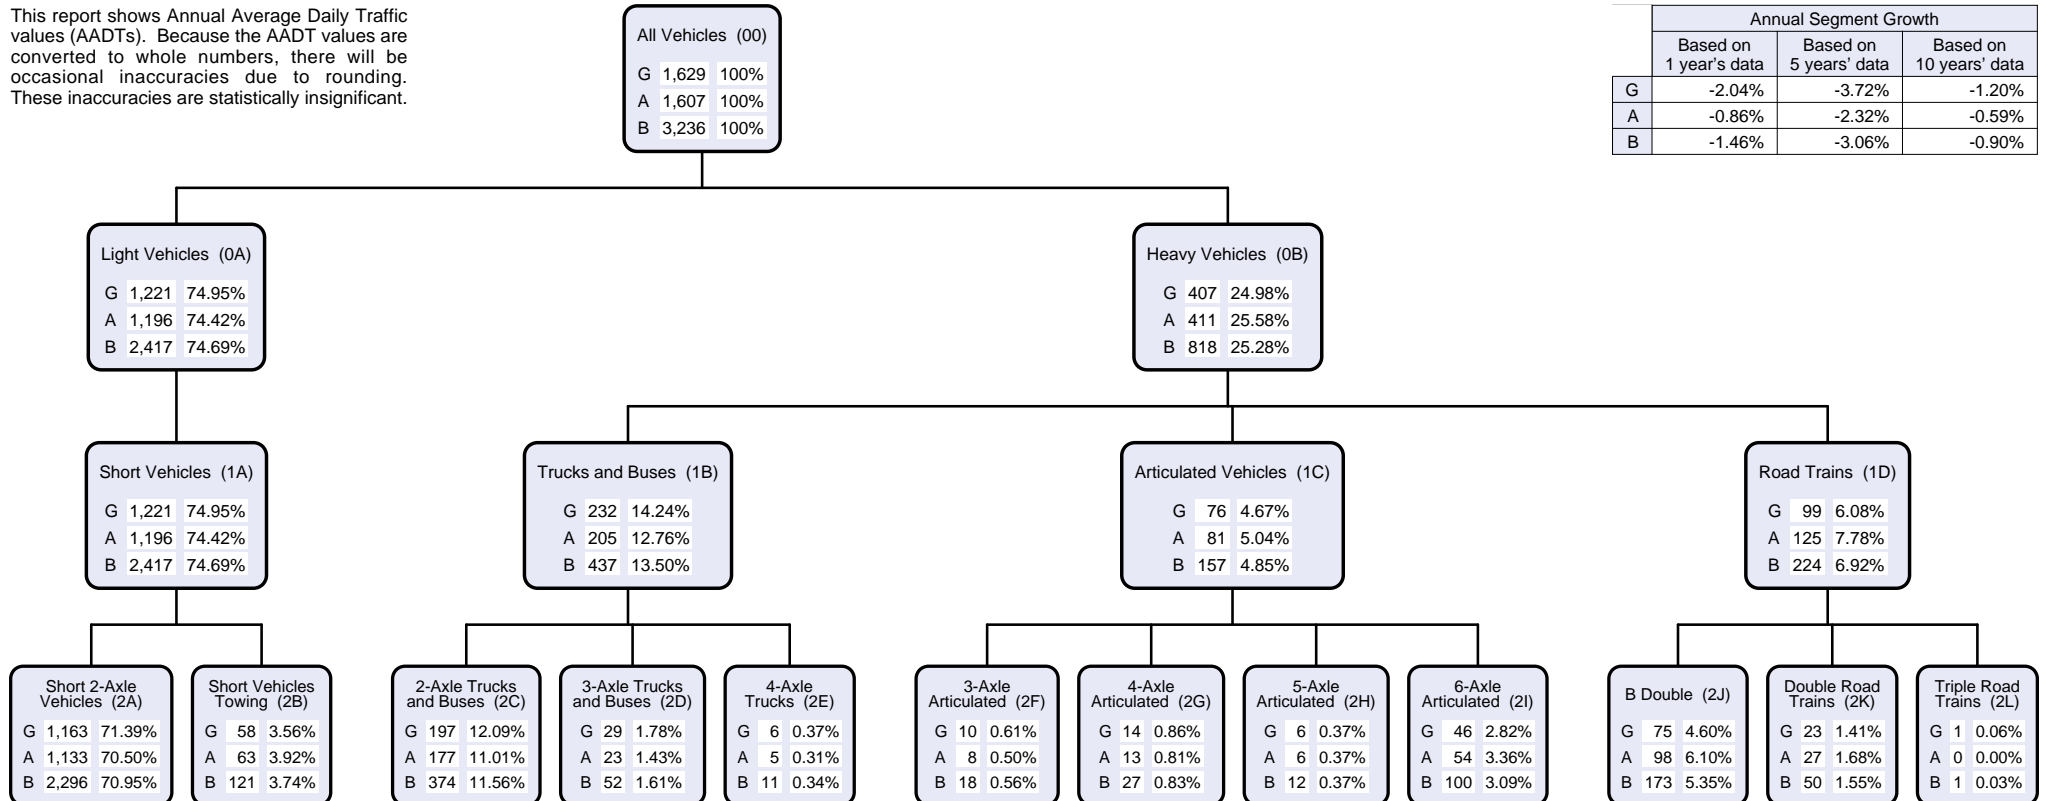 This report shows Annual Average Daily Traffic
values (AADTs). Because the AADT values are
converted to whole numbers, there will be
occasional inaccuracies due to rounding.
These inaccuracies are statistically insignificant.
All Vehicles (00)
G 1,629 100%
A 1,607 100%
B 3,236 100%
Annual Segment Growth
Based on 1 year's data Based on 5 years' data Based on 10 years' data
G -2.04% -3.72% -1.20%
A -0.86% -2.32% -0.59%
B -1.46% -3.06% -0.90%
Light Vehicles (0A)
G 1,221 74.95%
A 1,196 74.42%
B 2,417 74.69%
Heavy Vehicles (0B)
G 407 24.98%
A 411 25.58%
B 818 25.28%
Short Vehicles (1A)
G 1,221 74.95%
A 1,196 74.42%
B 2,417 74.69%
Trucks and Buses (1B)
G 232 14.24%
A 205 12.76%
B 437 13.50%
Articulated Vehicles (1C)
G 76 4.67%
A 81 5.04%
B 157 4.85%
Road Trains (1D)
G 99 6.08%
A 125 7.78%
B 224 6.92%
Short 2-Axle
Vehicles (2A)
G 1,163 71.39%
A 1,133 70.50%
B 2,296 70.95%
Short Vehicles
Towing (2B)
G 58 3.56%
A 63 3.92%
B 121 3.74%
2-Axle Trucks
and Buses (2C)
G 197 12.09%
A 177 11.01%
B 374 11.56%
3-Axle Trucks
and Buses (2D)
G 29 1.78%
A 23 1.43%
B 52 1.61%
4-Axle
Trucks (2E)
G 6 0.37%
A 5 0.31%
B 11 0.34%
3-Axle
Articulated (2F)
G 10 0.61%
A 8 0.50%
B 18 0.56%
4-Axle
Articulated (2G)
G 14 0.86%
A 13 0.81%
B 27 0.83%
5-Axle
Articulated (2H)
G 6 0.37%
A 6 0.37%
B 12 0.37%
6-Axle
Articulated (2I)
G 46 2.82%
A 54 3.36%
B 100 3.09%
B Double (2J)
G 75 4.60%
A 98 6.10%
B 173 5.35%
Double Road
Trains (2K)
G 23 1.41%
A 27 1.68%
B 50 1.55%
Triple Road
Trains (2L)
G 1 0.06%
A 0 0.00%
B 1 0.03%